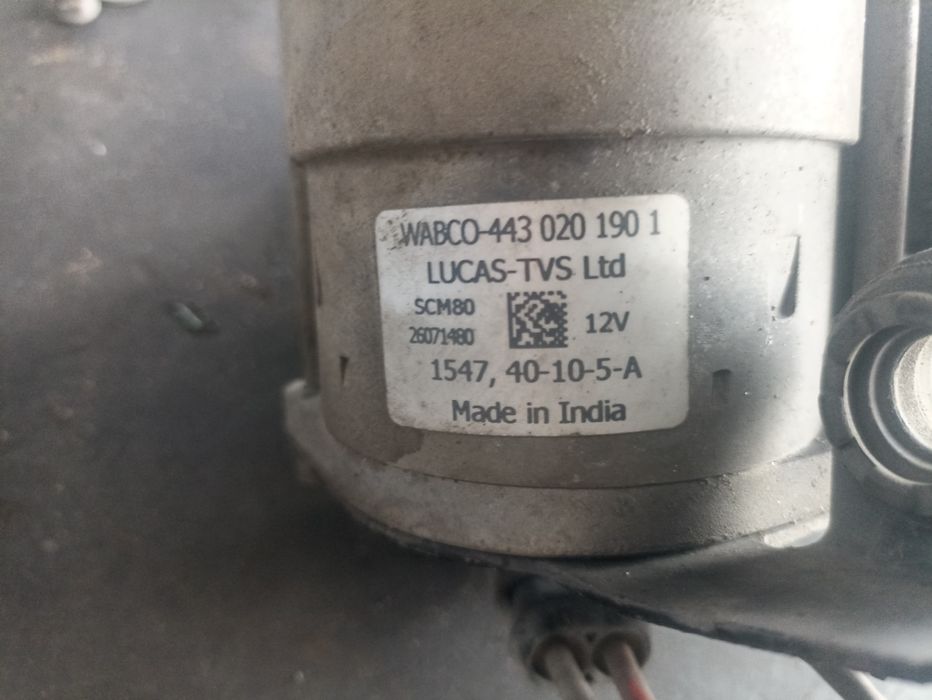 WABCO-443 020 190 1
LUCAS-TVS Ltd
SCM80
26071480
12V
1547, 40-10-5-A
Made in India